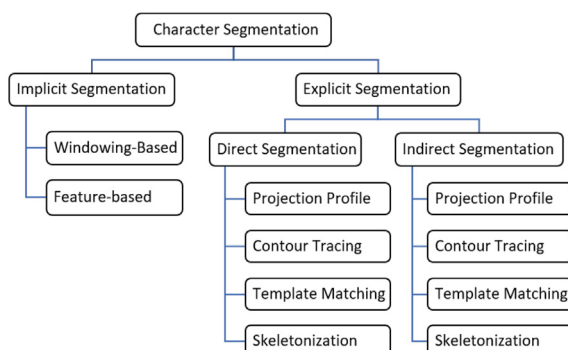 Character Segmentation
Implicit Segmentation
Explicit Segmentation
Windowing-Based
Feature-based
Direct Segmentation
Indirect Segmentation
Projection Profile
Contour Tracing
Template Matching
Skeletonization
Projection Profile
Contour Tracing
Template Matching
Skeletonization